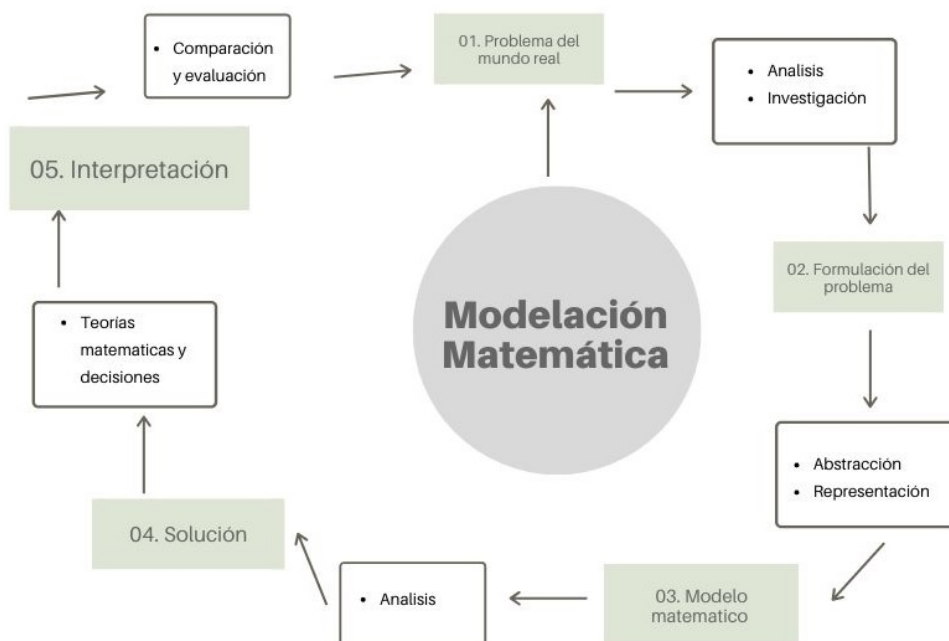 01. Problema del
mundo real
• Analisis
• Investigación
02. Formulación del
problema
• Abstracción
• Representación
03. Modelo
matematico
• Analisis
04. Solución
• Teorías
matematicas y
decisiones
05. Interpretación
• Comparación
y evaluación
Modelación
Matemática